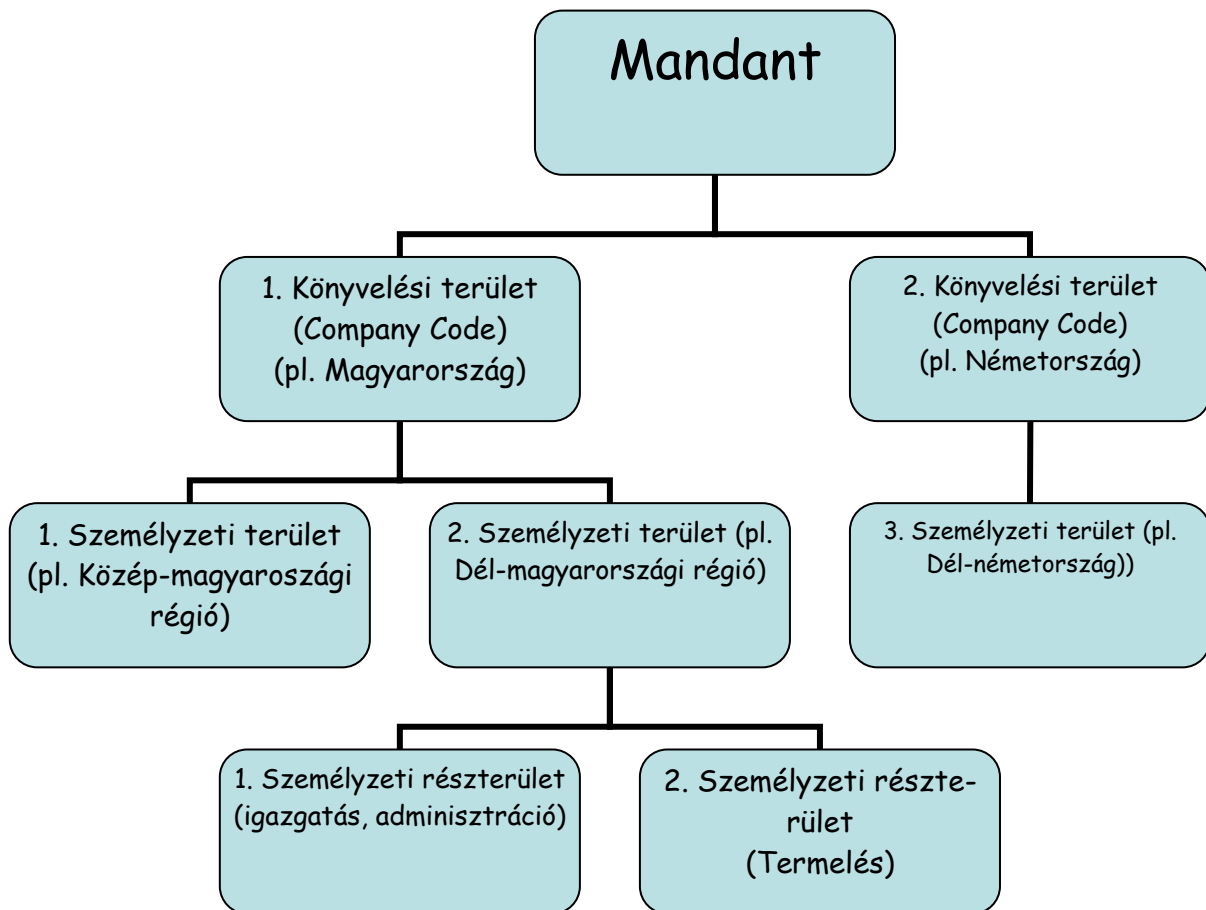 Mandant
1. Könyvelési terület
(Company Code)
(pl. Magyarország)
2. Könyvelési terület
(Company Code)
(pl. Németország)
1. Személyzeti terület
(pl. Közép-magyaroszági
régió)
2. Személyzeti terület (pl.
Dél-magyarországi régió)
3. Személyzeti terület (pl.
Dél-németország))
1. Személyzeti részterület
(igazgatás, adminisztráció)
2. Személyzeti részte-
rület
(Termelés)